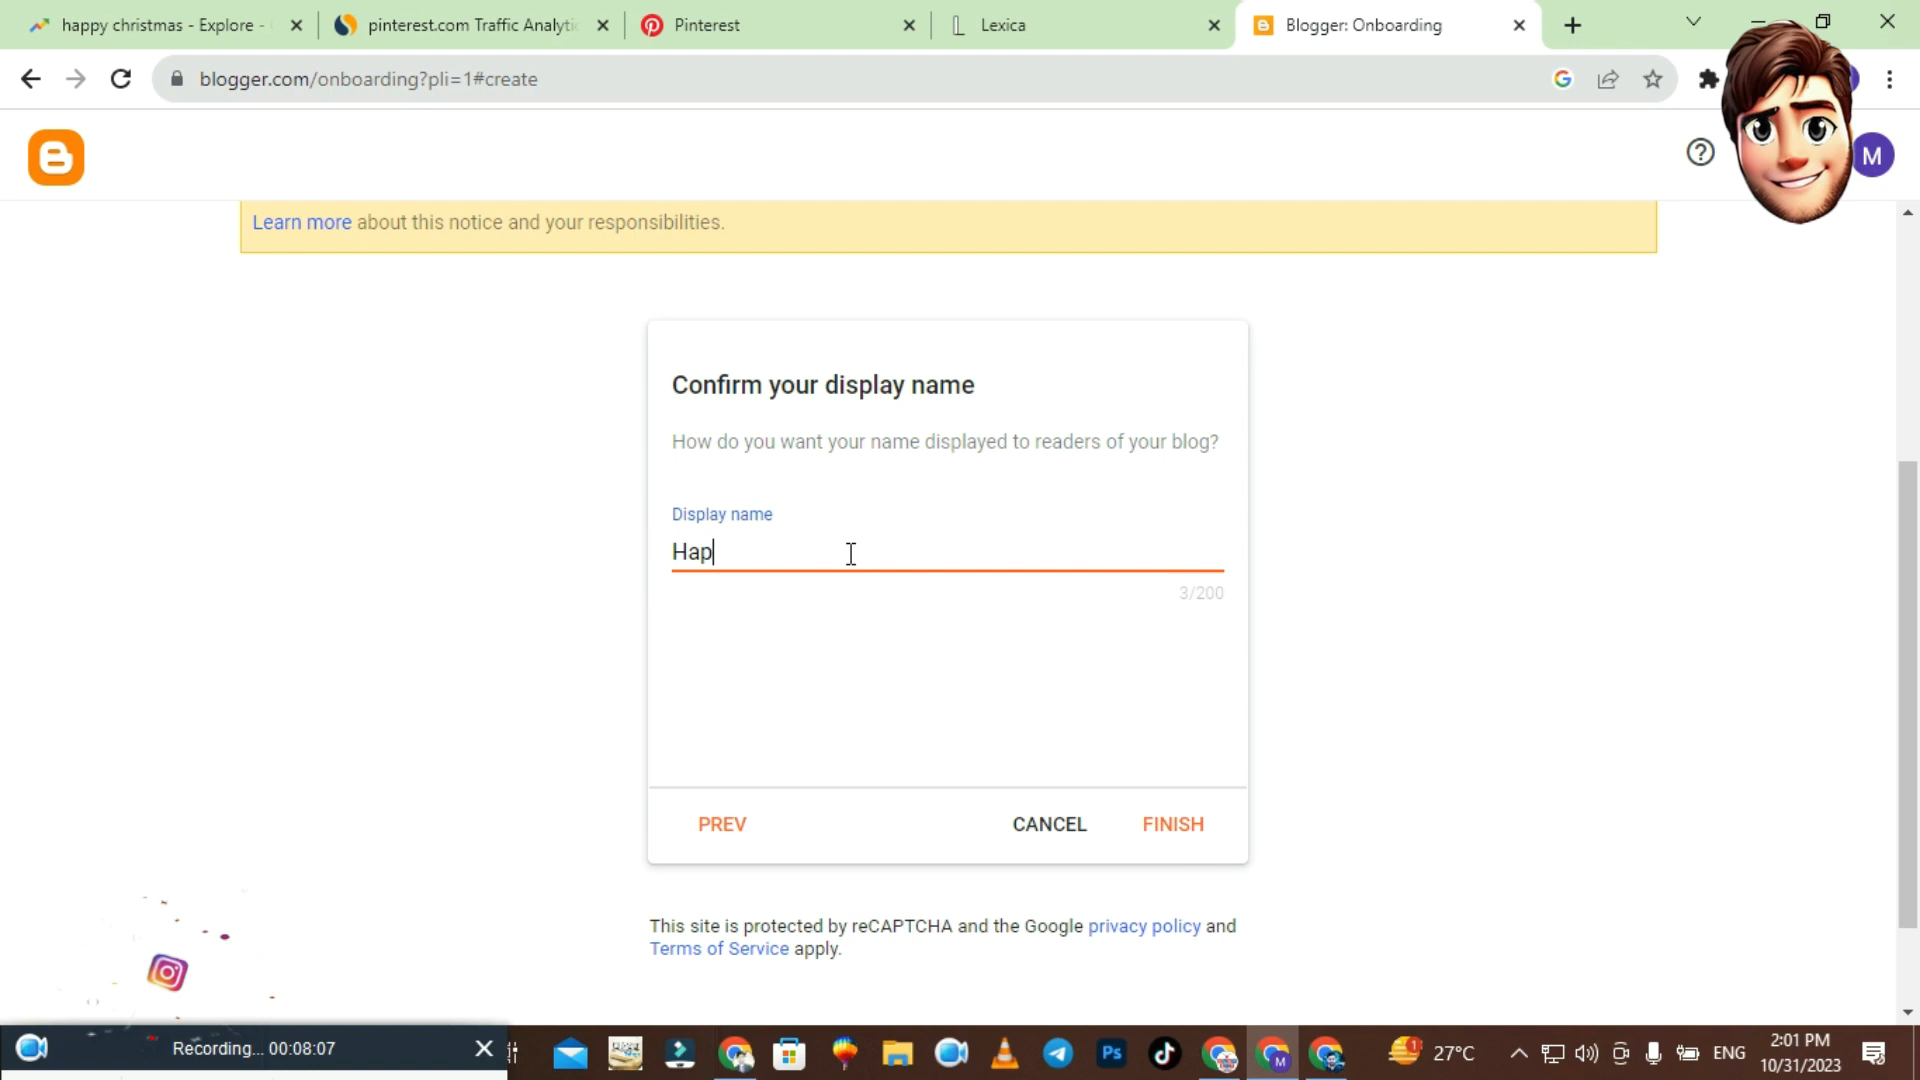 happy christmas - Explore -
pinterest.com Traffic Analytic
Pinterest
Lexica
Blogger: Onboarding
blogger.com/onboarding?pli=1#create
M
Learn more about this notice and your responsibilities.
Confirm your display name
How do you want your name displayed to readers of your blog?
Display name
Hap
3/200
PREV
CANCEL
FINISH
This site is protected by reCAPTCHA and the Google privacy policy and
Terms of Service apply.
Recording... 00:08:07
Ps
M
1
27°C
ENG
2:01 PM
10/31/2023